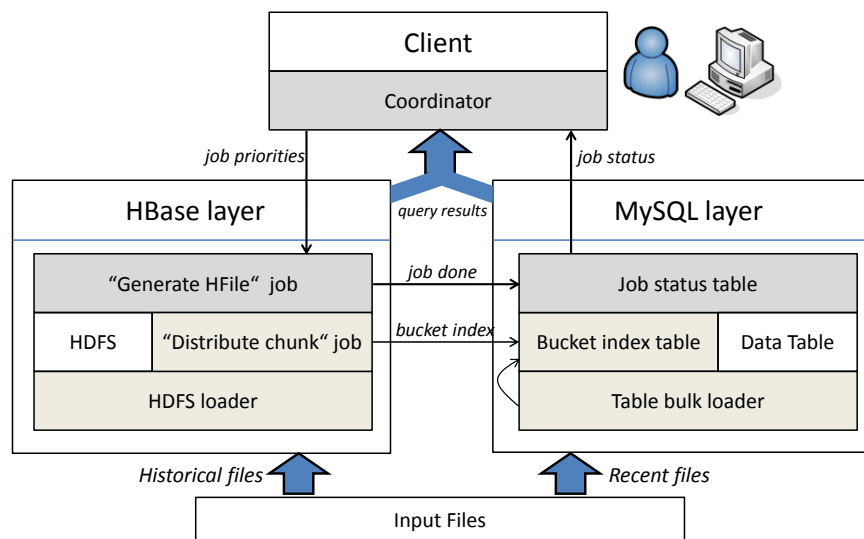 Client
Coordinator
job priorities
job status
HBase layer
query results
MySQL layer
“Generate HFile“ job
job done
Job status table
HDFS
“Distribute chunk“ job
bucket index
Bucket index table
Data Table
HDFS loader
Table bulk loader
Historical files
Recent files
Input Files